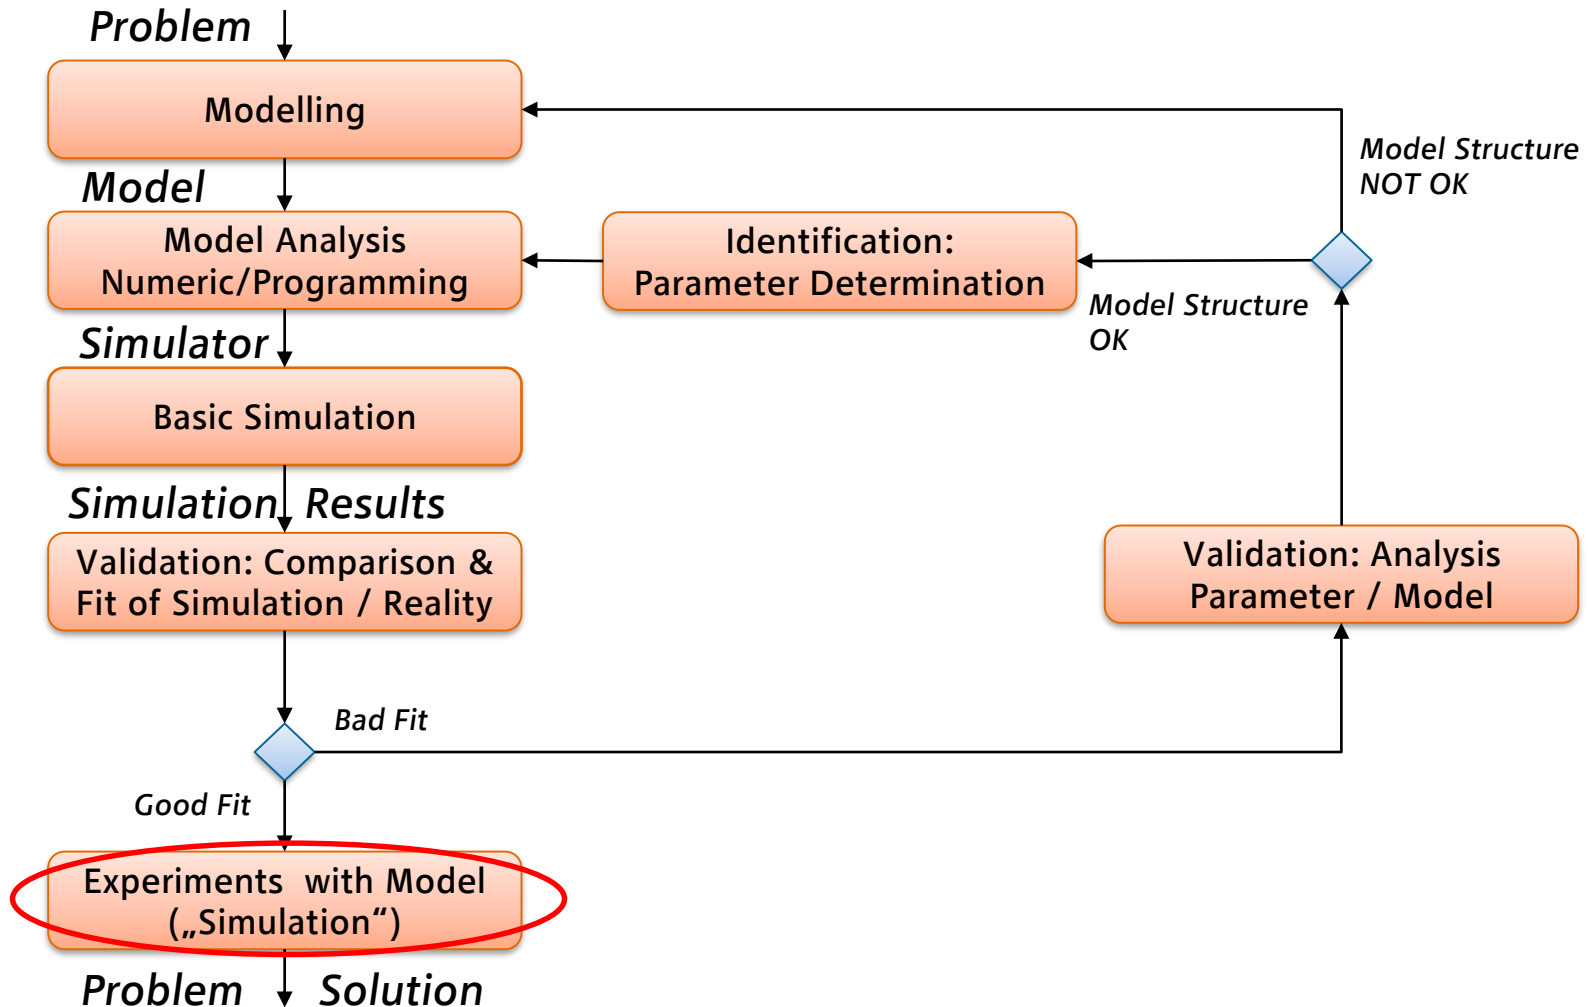 Problem
Modelling
Model
Model Analysis
Numeric/Programming
Identification:
Parameter Determination
Model Structure
NOT OK
Model Structure
OK
Simulator
Basic Simulation
Simulation Results
Validation: Comparison &
Fit of Simulation / Reality
Validation: Analysis
Parameter / Model
Bad Fit
Good Fit
Experiments with Model
(„Simulation“)
Problem Solution